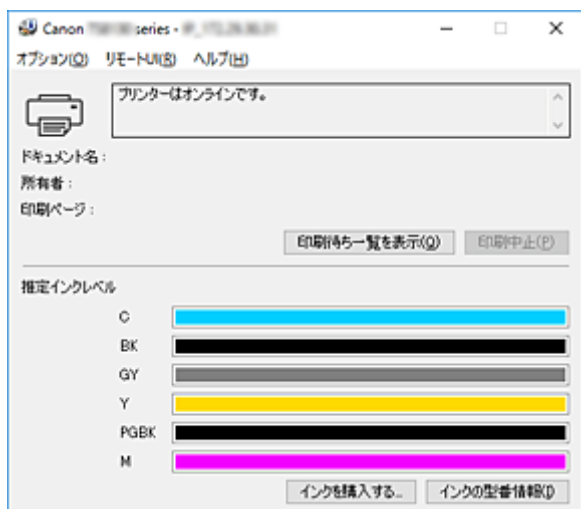 Canon series -
オプション(O) リモートUI(R) ヘルプ(H)
プリンターはオンラインです。
ドキュメント名:
所有者:
印刷ページ:
印刷待ち一覧を表示(Q) 印刷中止(P)
推定インクレベル
C
BK
GY
Y
PGBK
M
インクを購入する... インクの型番情報(I)